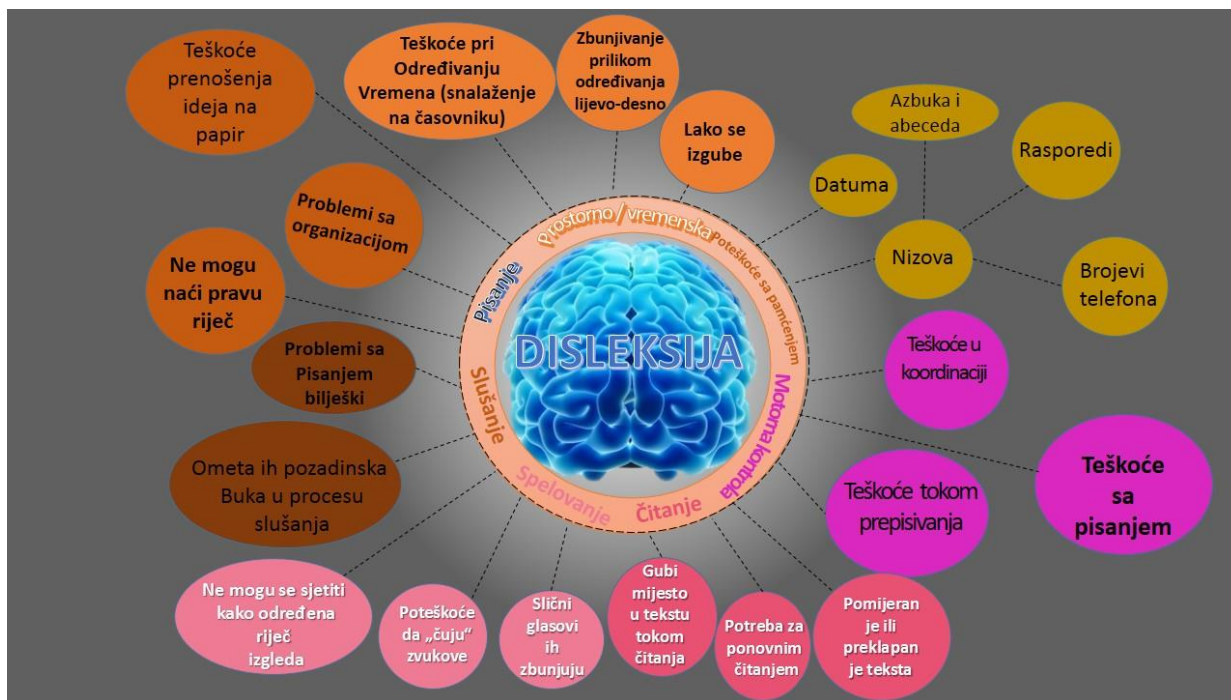 Teškoće
prenošenja
ideja na
papir
Teškoće pri
Određivanju
Vremena (snalaženje
na časovniku)
Zbunjivanje
prilikom
određivanja
lijevo-desno
Lako se
izgube
Azbuka i
abeceda
Rasporedi
Datuma
Nizova
Brojevi
telefona
Problemi sa
organizacijom
Ne mogu
naći pravu
riječ
Problemi sa
Pisanjem
bilješki
Ometa ih pozadinska
Buka u procesu
slušanja
Prostorno / vremenska
Poteškoće sa pamćenjem
Pisanje
DISLEKSIJA
Slušanje
Motorna kontrola
Spelovanje
Čitanje
Teškoće u
koordinaciji
Teškoće
sa
pisanjem
Teškoće tokom
prepisivanja
Ne mogu se sjetiti
kako određena
riječ
izgleda
Poteškoće
da „čuju“
zvukove
Slični
glasovi
ih
zbunjuju
Gubi
mijesto
u tekstu
tokom
čitanja
Potreba za
ponovnim
čitanjem
Pomijeran
je ili
preklapan
je teksta